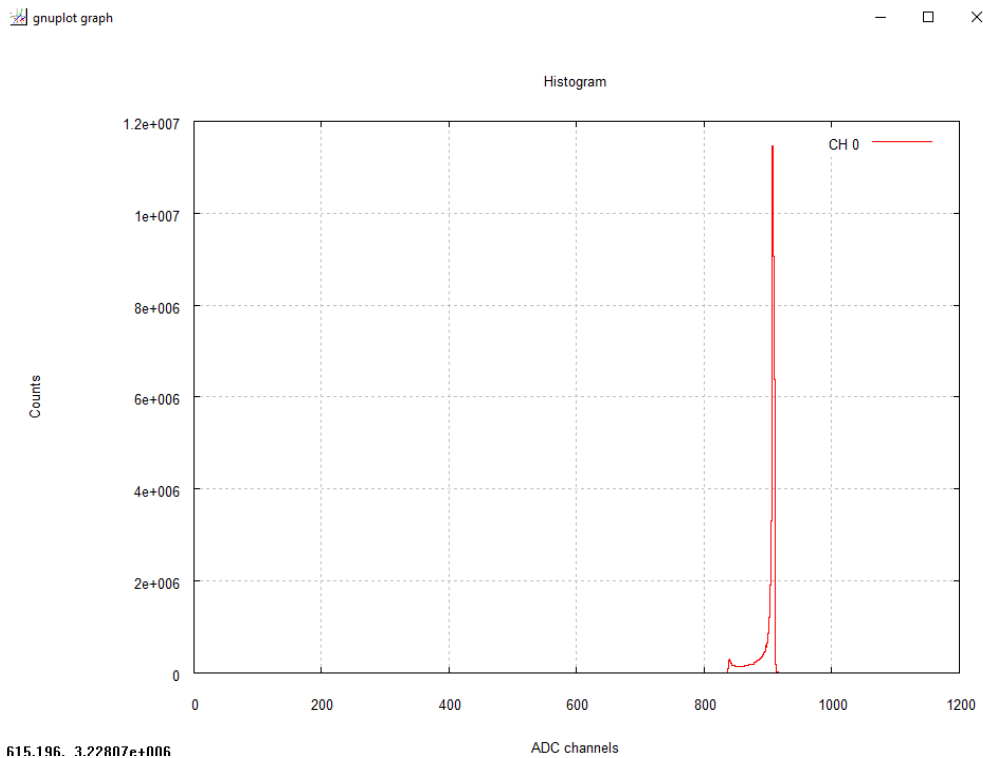 gnuplot graph
Histogram
CH 0
1.2e+007
1e+007
8e+006
6e+006
4e+006
2e+006
0
Counts
0 200 400 600 800 1000 1200
ADC channels
615.196, 3.22807e+006